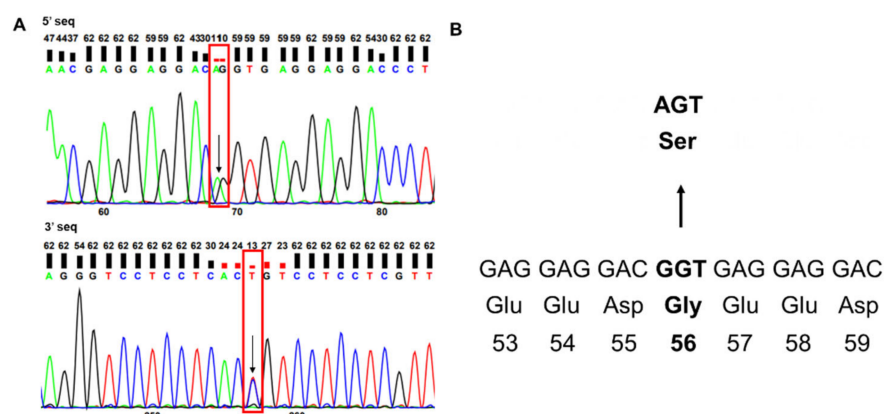 A
5' seq
47 44 37 62 62 62 62 59 59 62 43 30 11 10 59 59 59 59 59 62 59 59 62 54 30 62 62 62
A A C G A G G A G G A C A G G T G A G G A G G A C C C T
60 70 80
3' seq
62 62 54 62 62 62 62 62 62 62 62 30 24 24 13 27 23 62 62 62 62 62 62 62 62 62 62
A G G G T C C T C C T C A C T G T C C T C C T C G T T
B
AGT
Ser
GAG GAG GAC GGT GAG GAG GAC
Glu Glu Asp Gly Glu Glu Asp
53 54 55 56 57 58 59